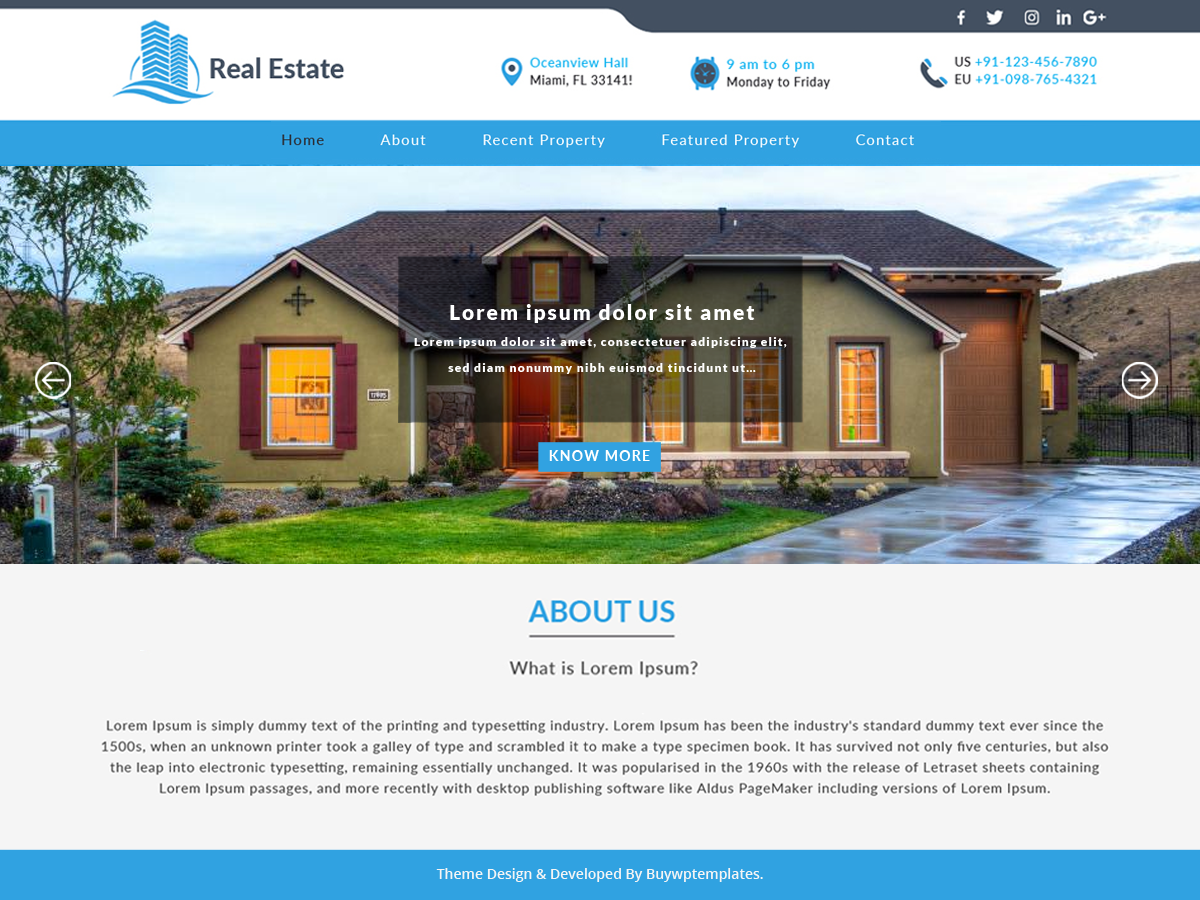 Real Estate
Oceanview Hall
Miami, FL 33141!
9 am to 6 pm
Monday to Friday
US +91-123-456-7890
EU +91-098-765-4321
Home About Recent Property Featured Property Contact
Lorem ipsum dolor sit amet
Lorem ipsum dolor sit amet, consectetuer adipiscing elit,
sed diam nonummy nibh euismod tincidunt ut...
KNOW MORE
ABOUT US
What is Lorem Ipsum?
Lorem Ipsum is simply dummy text of the printing and typesetting industry. Lorem Ipsum has been the industry's standard dummy text ever since the
1500s, when an unknown printer took a galley of type and scrambled it to make a type specimen book. It has survived not only five centuries, but also
the leap into electronic typesetting, remaining essentially unchanged. It was popularised in the 1960s with the release of Letraset sheets containing
Lorem Ipsum passages, and more recently with desktop publishing software like Aldus PageMaker including versions of Lorem Ipsum.
Theme Design & Developed By Buywptemplates.